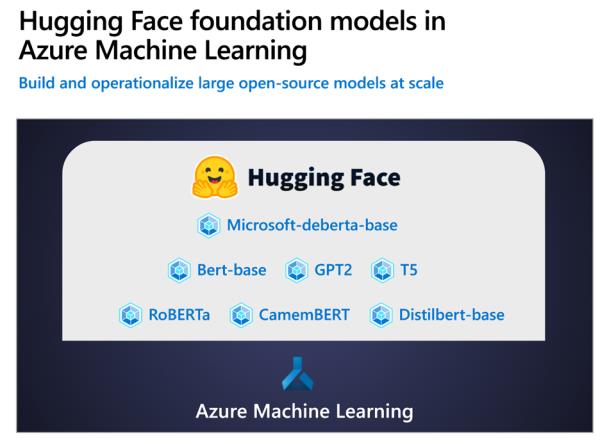 Hugging Face foundation models in
Azure Machine Learning
Build and operationalize large open-source models at scale
Hugging Face
Microsoft-deberta-base
Bert-base GPT2 T5
RoBERTa CamemBERT Distilbert-base
Azure Machine Learning